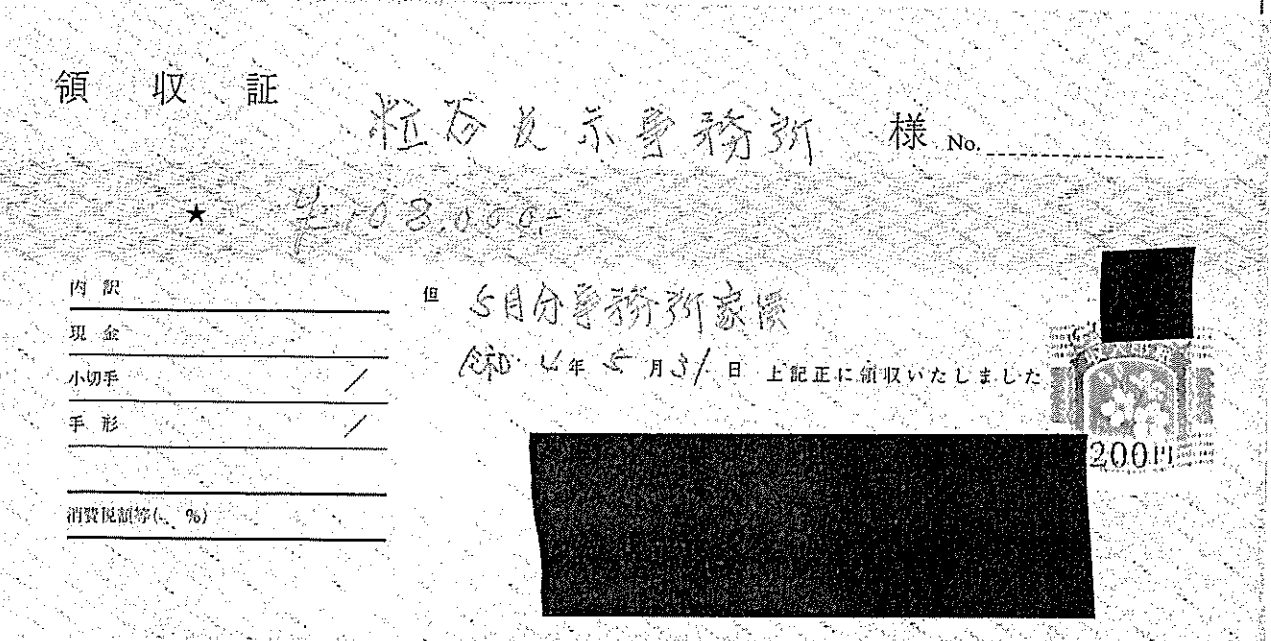 領 収 証
粒谷友示事務所 様 No.
★ ¥108.000.-
内 訳
現 金
小切手 /
手 形 /
消費税額等( %)
但 5月分事務所家賃
令和 4年 5月31日 上記正に領収いたしました
200円